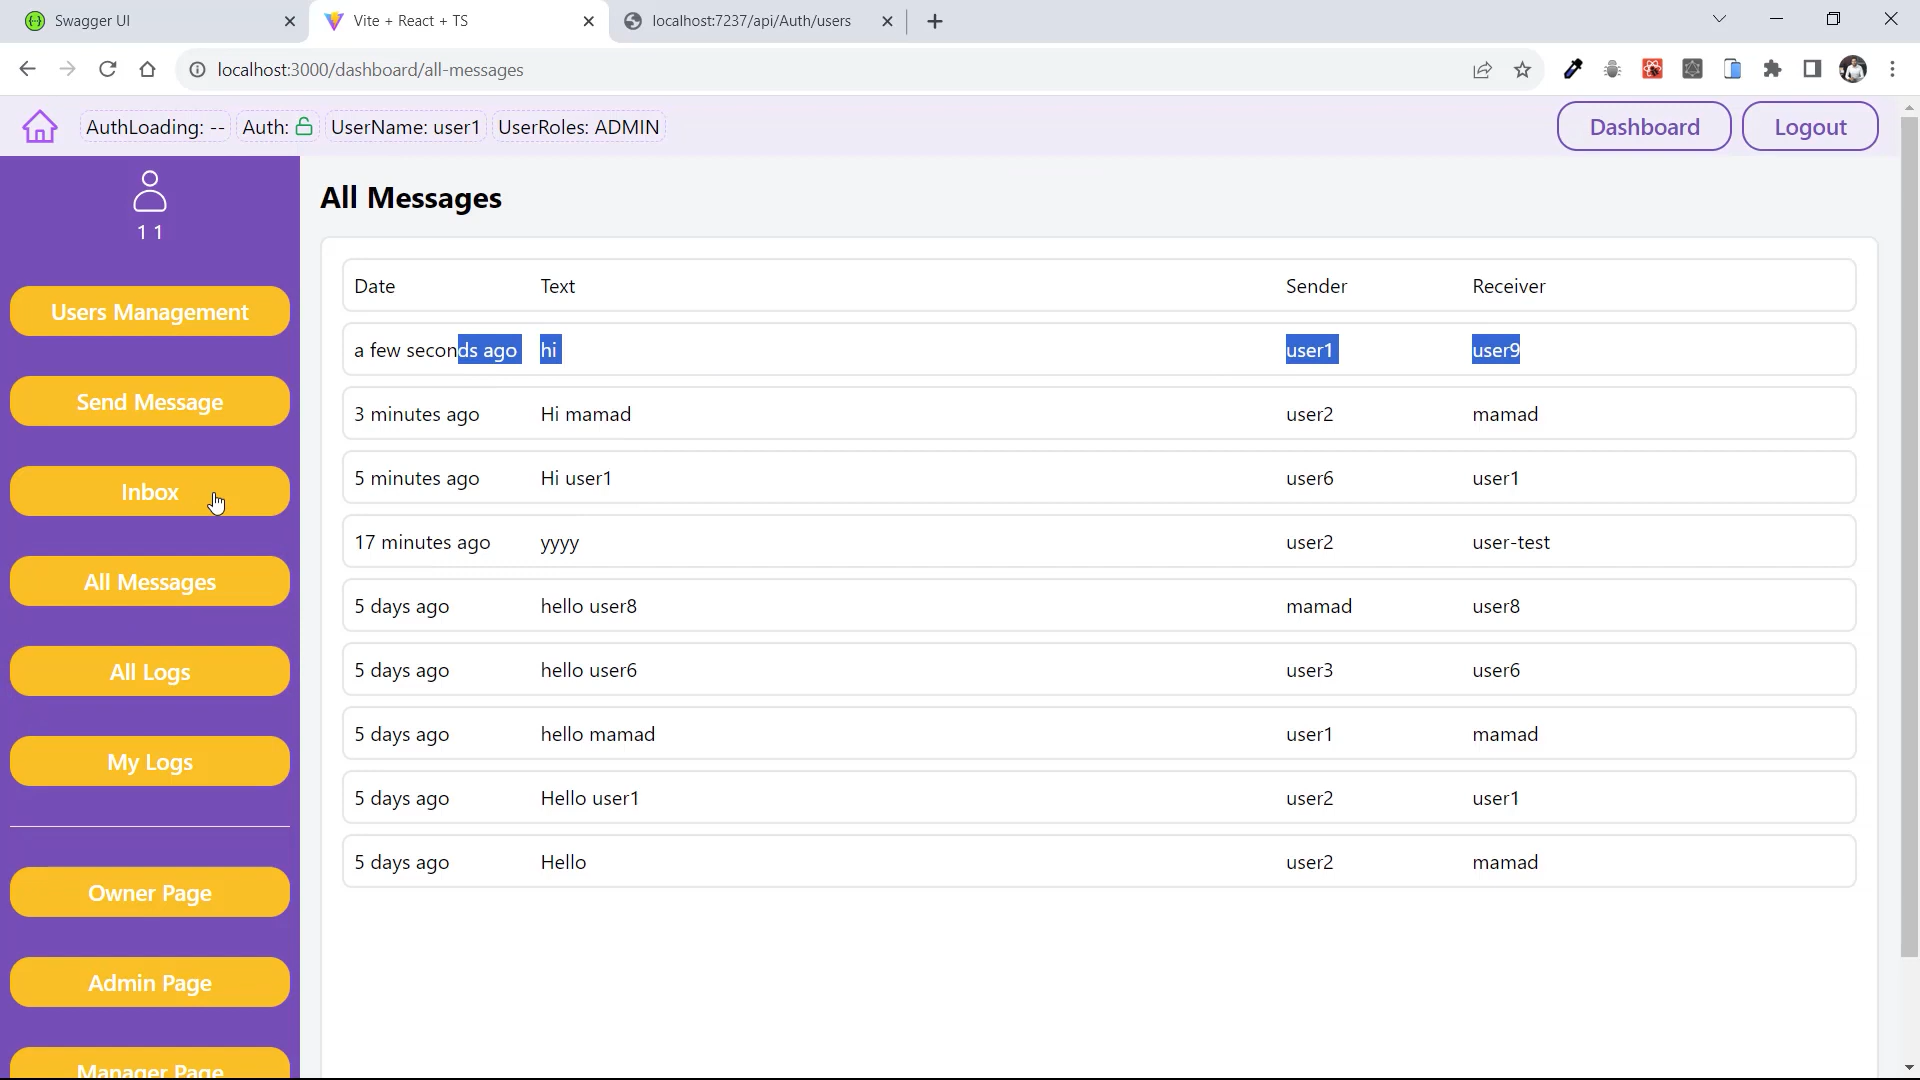 Swagger UI
Vite + React + TS
localhost:7237/api/Auth/users
localhost:3000/dashboard/all-messages
AuthLoading: -- Auth: UserName: user1 UserRoles: ADMIN
Dashboard Logout
1 1
Users Management
Send Message
Inbox
All Messages
All Logs
My Logs
Owner Page
Admin Page
Manager Page
All Messages
Date Text Sender Receiver
a few seconds ago hi user1 user9
3 minutes ago Hi mamad user2 mamad
5 minutes ago Hi user1 user6 user1
17 minutes ago yyyy user2 user-test
5 days ago hello user8 mamad user8
5 days ago hello user6 user3 user6
5 days ago hello mamad user1 mamad
5 days ago Hello user1 user2 user1
5 days ago Hello user2 mamad